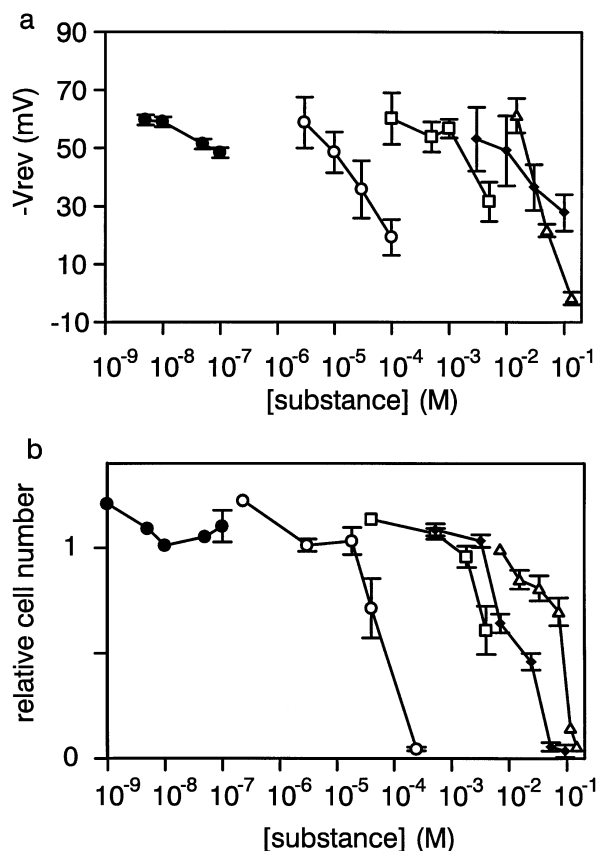 a
90
70
50
30
10
-10
-Vrev (mV)
10⁻⁹ 10⁻⁸ 10⁻⁷ 10⁻⁶ 10⁻⁵ 10⁻⁴ 10⁻³ 10⁻² 10⁻¹
[substance] (M)
b
1
0
relative cell number
10⁻⁹ 10⁻⁸ 10⁻⁷ 10⁻⁶ 10⁻⁵ 10⁻⁴ 10⁻³ 10⁻² 10⁻¹
[substance] (M)